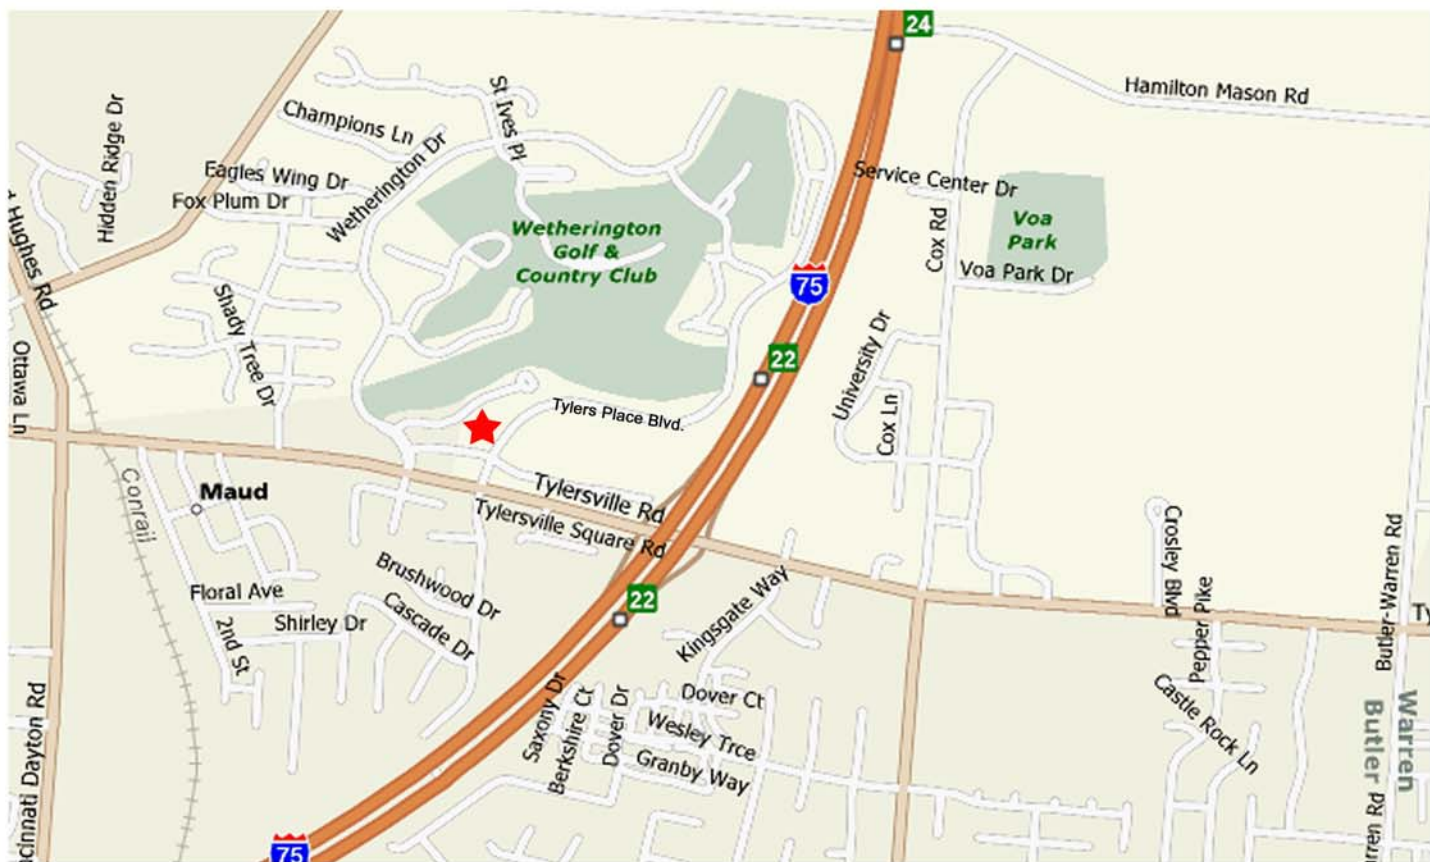 24
Hamilton Mason Rd
St Ives Pl
Champions Ln
Hidden Ridge Dr
Eagles Wing Dr
Wetherington Dr
Service Center Dr
Fox Plum Dr
Voa
Park
Wetherington
Golf &
Country Club
Cox Rd
Hughes Rd
Voa Park Dr
75
Shady Tree Dr
University Dr
22
Ottawa Ln
Tylers Place Blvd.
Cox Ln
Conrail
Maud
Tylersville Rd
Tylersville Square Rd
Crosley Blvd
Butler-Warren Rd
Brushwood Dr
Kingsgate Way
Floral Ave
22
Cascade Dr
Pepper Pike
Ty
Shirley Dr
2nd St
Saxony Dr
Berkshire Ct
Dover Dr
Dover Ct
Castle Rock Ln
Warren
Butler
Wesley Trce
Granby Way
cinnati Dayton Rd
rren Rd
75